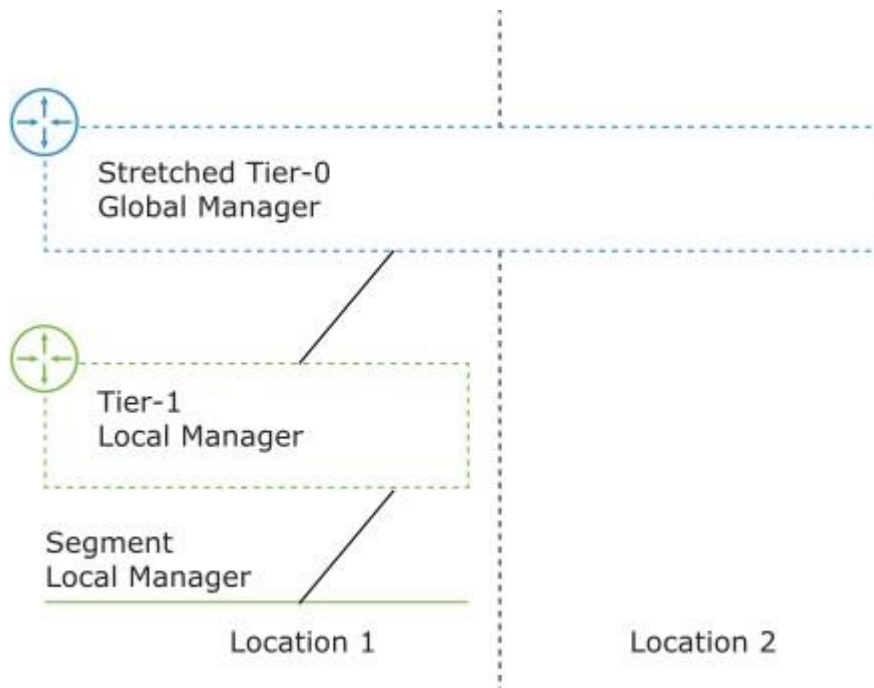 Stretched Tier-0
Global Manager
Tier-1
Local Manager
Segment
Local Manager
Location 1
Location 2